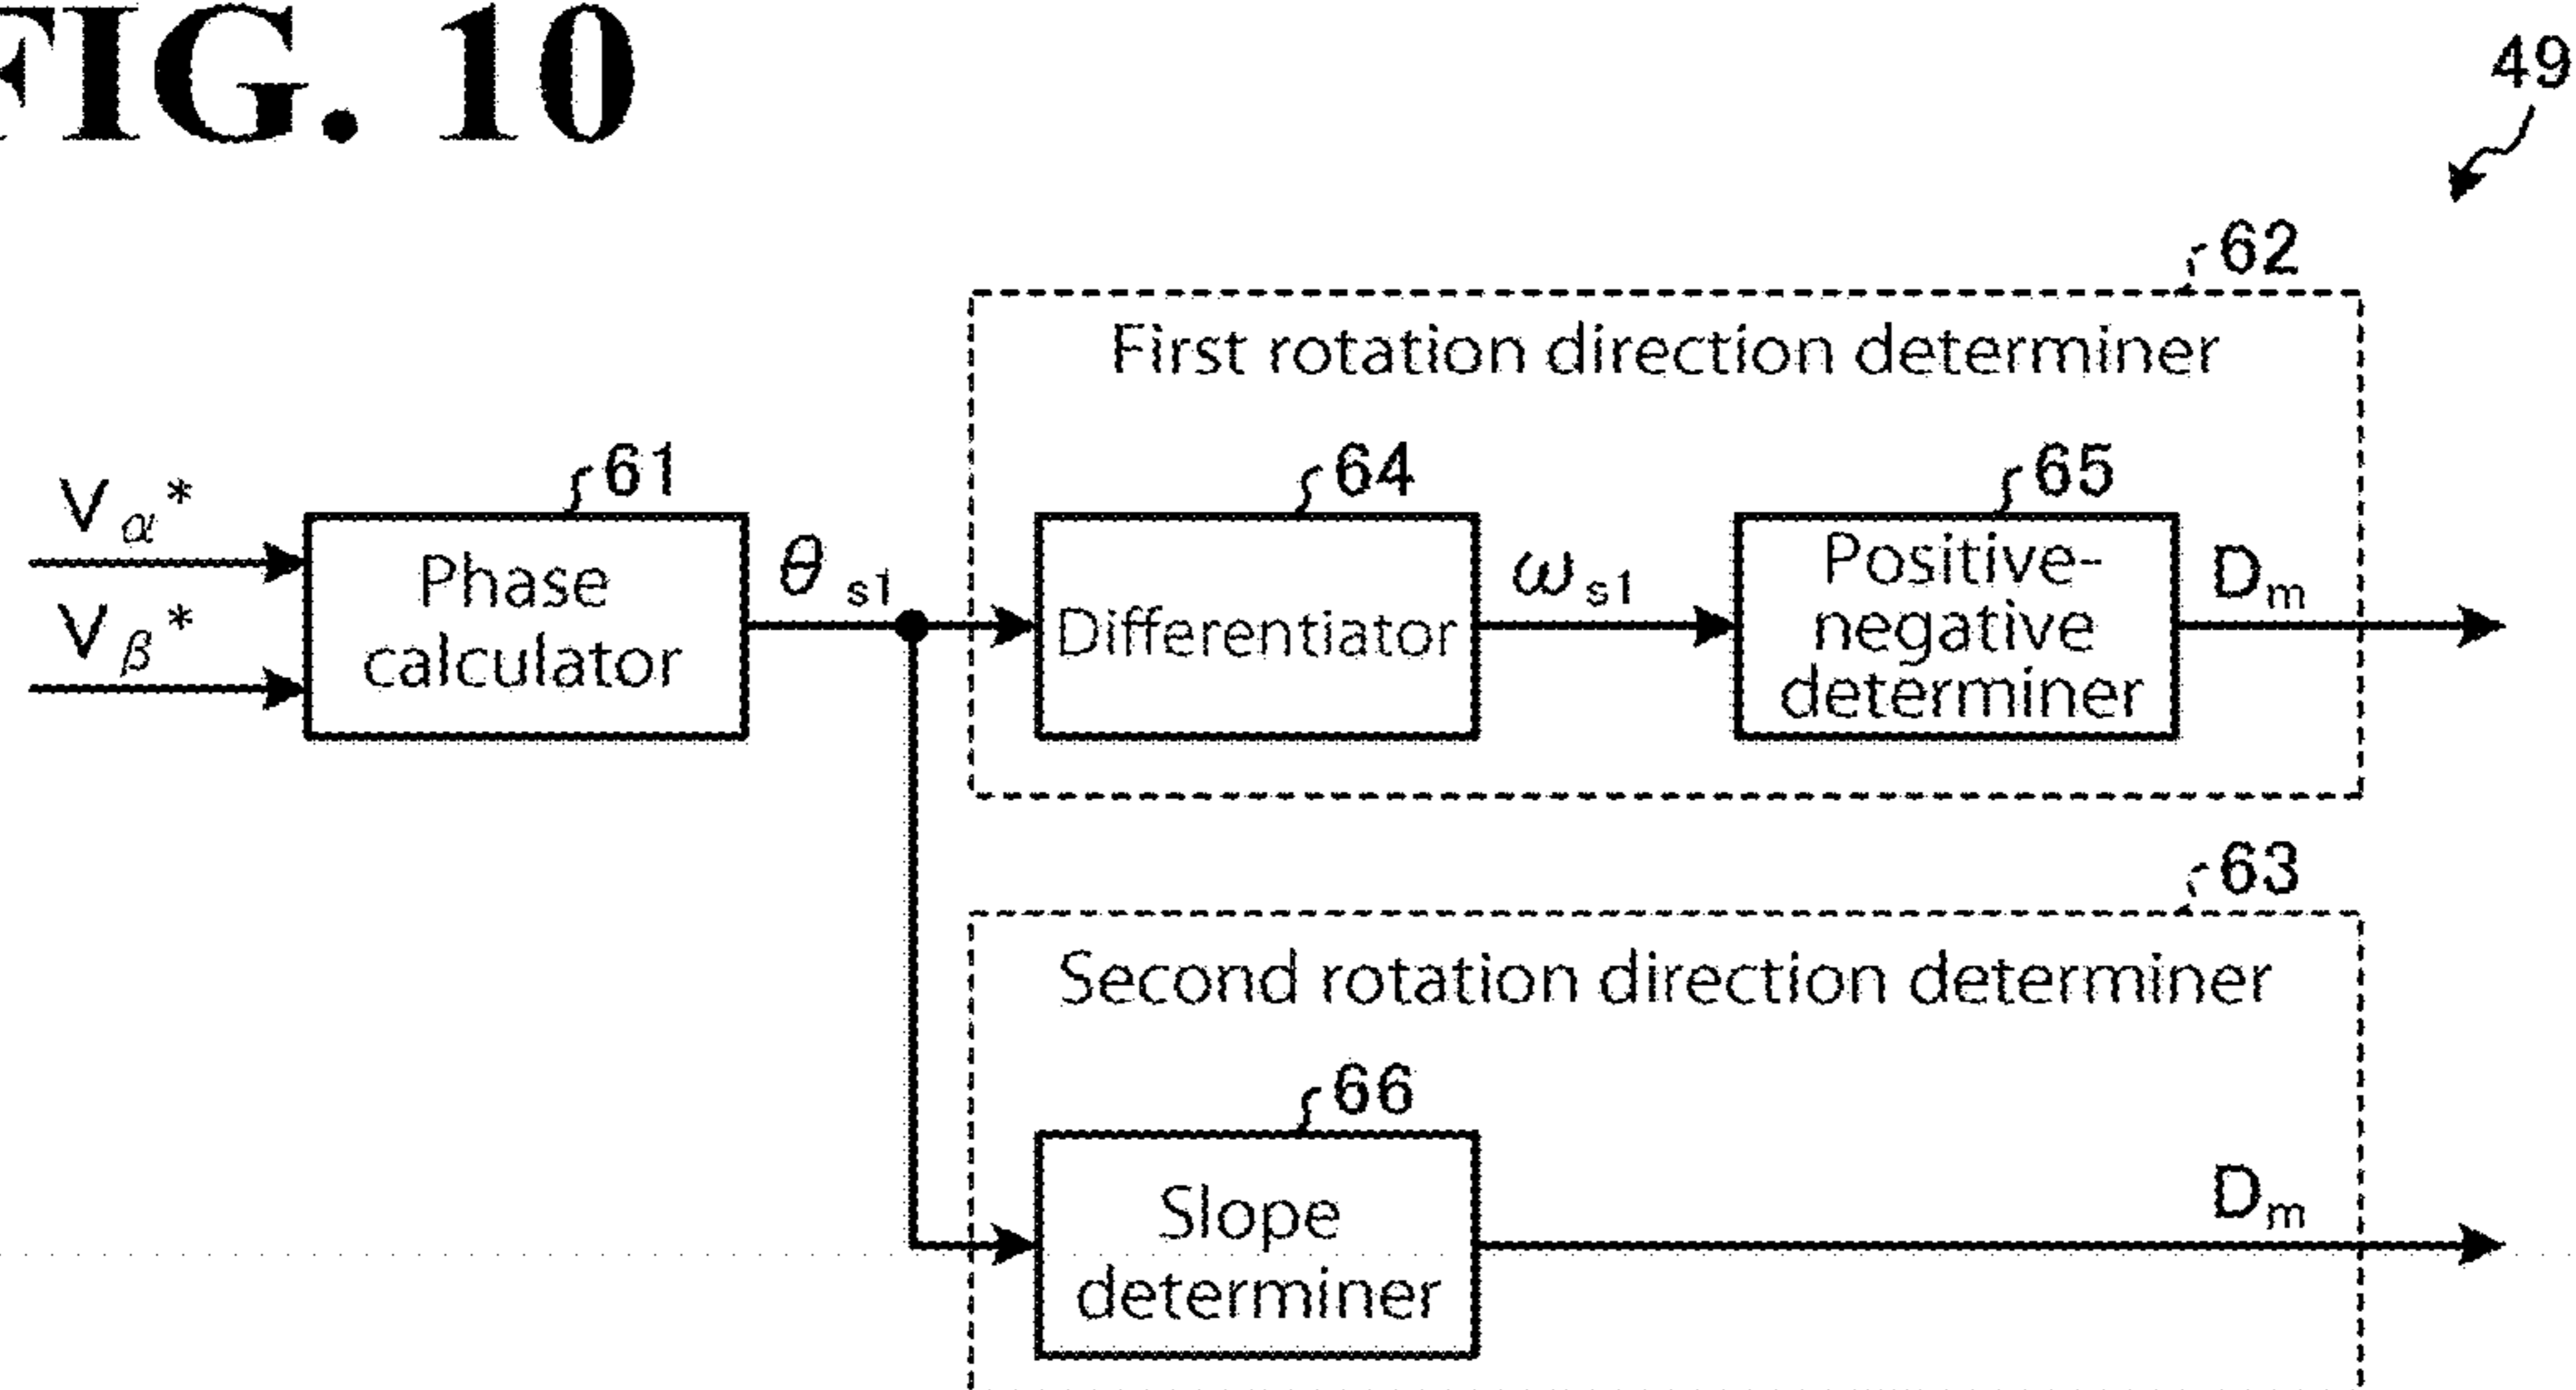 FIG. 10
49
62
First rotation direction determiner
61
64
65
Vα*
Vβ*
Phase
calculator
θs1
Differentiator
ωs1
Positive-
negative
determiner
Dm
63
Second rotation direction determiner
66
Slope
determiner
Dm